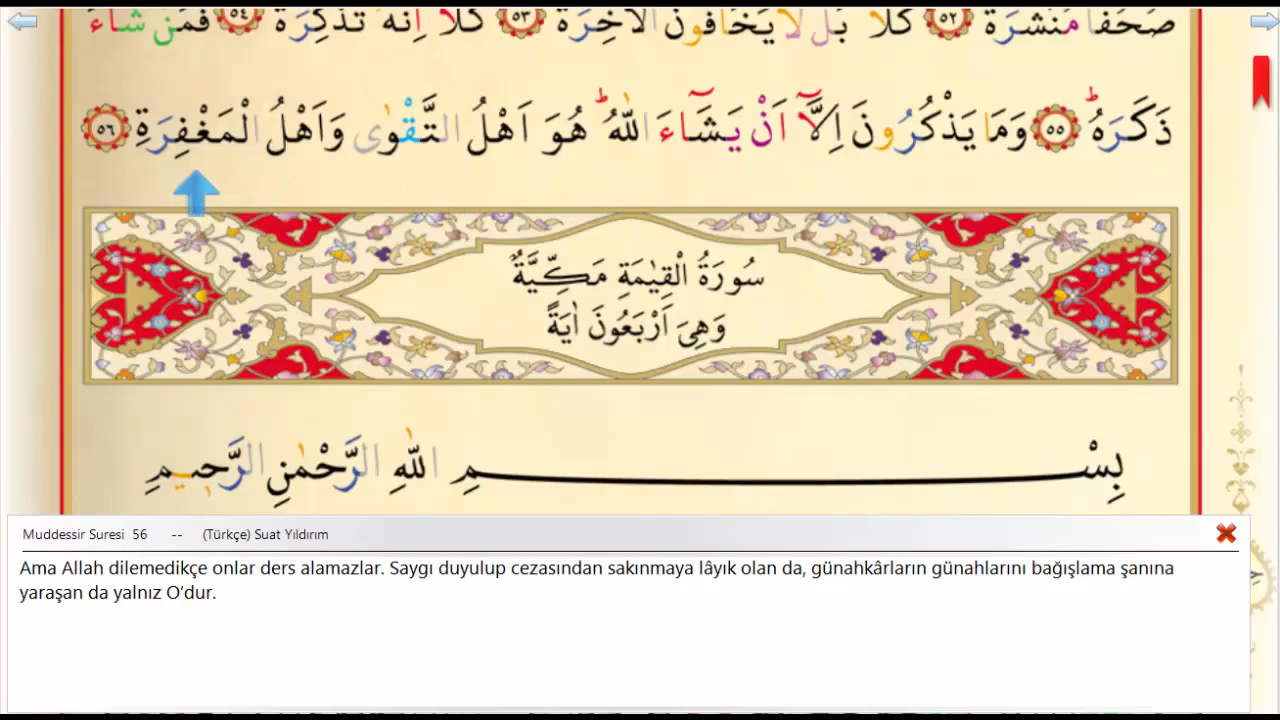 صُحُفًا مُنَشَّرَةً ﴿٥٢﴾ كَلَّا بَلْ لَا يَخَافُونَ الْاٰخِرَةَ ﴿٥٣﴾ كَلَّا اِنَّهُ تَذْكِرَةٌ ﴿٥٤﴾ فَمَنْ شَاءَ
ذَكَرَهُ ﴿٥٥﴾ وَمَا يَذْكُرُونَ اِلَّٓا اَنْ يَشَٓاءَ اللّٰهُ هُوَ اَهْلُ التَّقْوٰى وَاَهْلُ الْمَغْفِرَةِ ﴿٥٦﴾
سُورَةُ الْقِيٰمَةِ مَكِّيَّةٌ
وَهِيَ اَرْبَعُونَ اٰيَةً
بِسْمِ اللّٰهِ الرَّحْمٰنِ الرَّحِيمِ
Muddessir Suresi 56 -- (Türkçe) Suat Yıldırım
Ama Allah dilemedikçe onlar ders alamazlar. Saygı duyulup cezasından sakınmaya lâyık olan da, günahkârların günahlarını bağışlama şanına
yaraşan da yalnız O’dur.